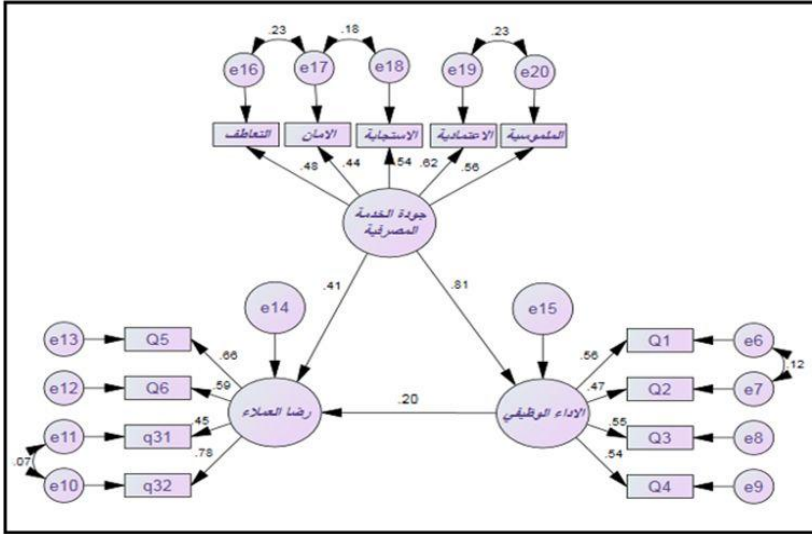 .23
.18
.23
e16
e17
e18
e19
e20
التعاطف
الامان
الاستجابة
الاعتمادية
الملموسية
.48
.44
.54
.62
.56
جودة الخدمة
المصرفية
.41
.81
e14
e15
e13
Q5
.66
e12
Q6
.59
e11
q31
.45
e10
q32
.78
.07
رضا العملاء
.20
الاداء الوظيفي
.56
Q1
e6
.47
Q2
e7
.12
.55
Q3
e8
.54
Q4
e9